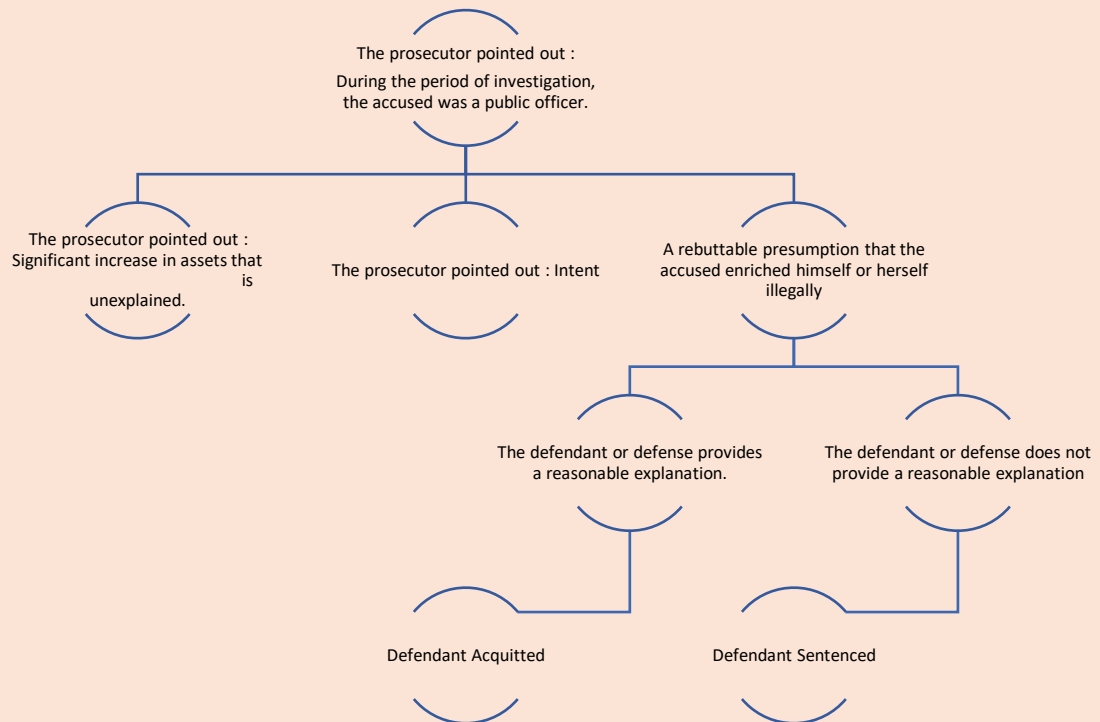 The prosecutor pointed out :
During the period of investigation,
the accused was a public officer.
The prosecutor pointed out :
Significant increase in assets that
is
unexplained.
The prosecutor pointed out : Intent
A rebuttable presumption that the
accused enriched himself or herself
illegally
The defendant or defense provides
a reasonable explanation.
The defendant or defense does not
provide a reasonable explanation
Defendant Acquitted
Defendant Sentenced